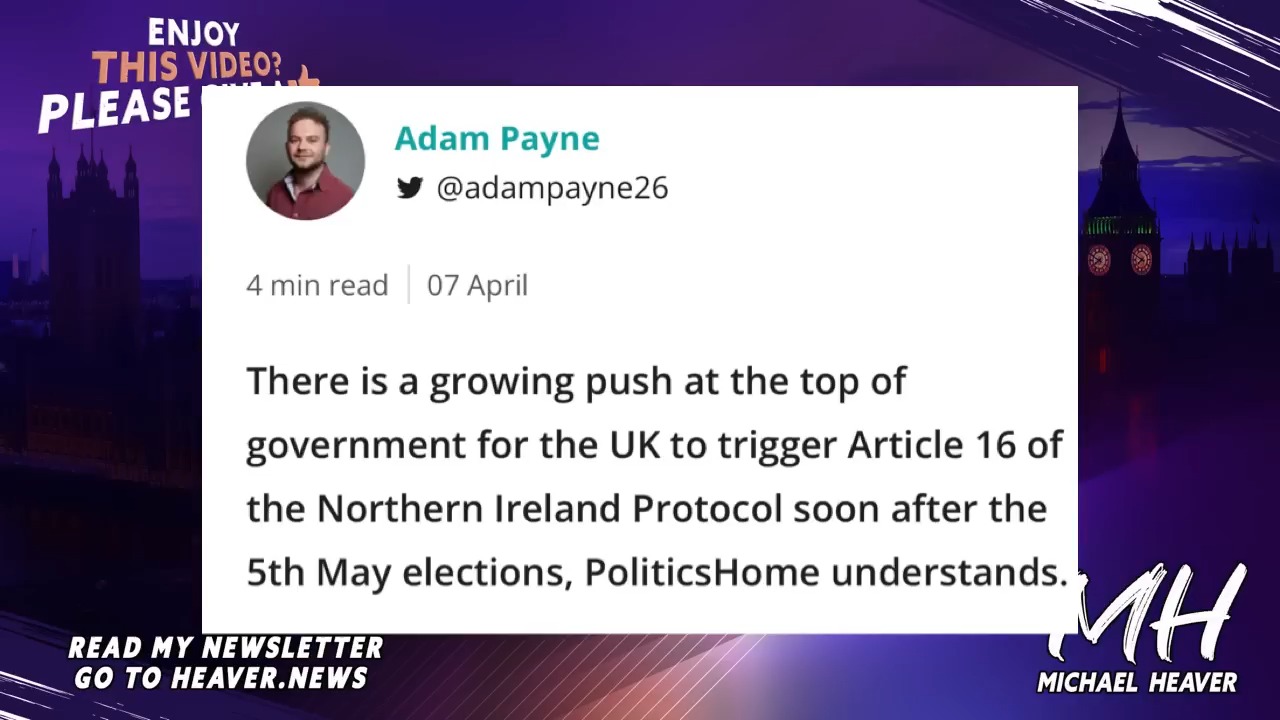 ENJOY
THIS VIDEO?
PLEASE
Adam Payne
@adampayne26
4 min read
07 April
There is a growing push at the top of
government for the UK to trigger Article 16 of
the Northern Ireland Protocol soon after the
5th May elections, PoliticsHome understands.
READ MY NEWSLETTER
GO TO HEAVER.NEWS
MH
MICHAEL HEAVER